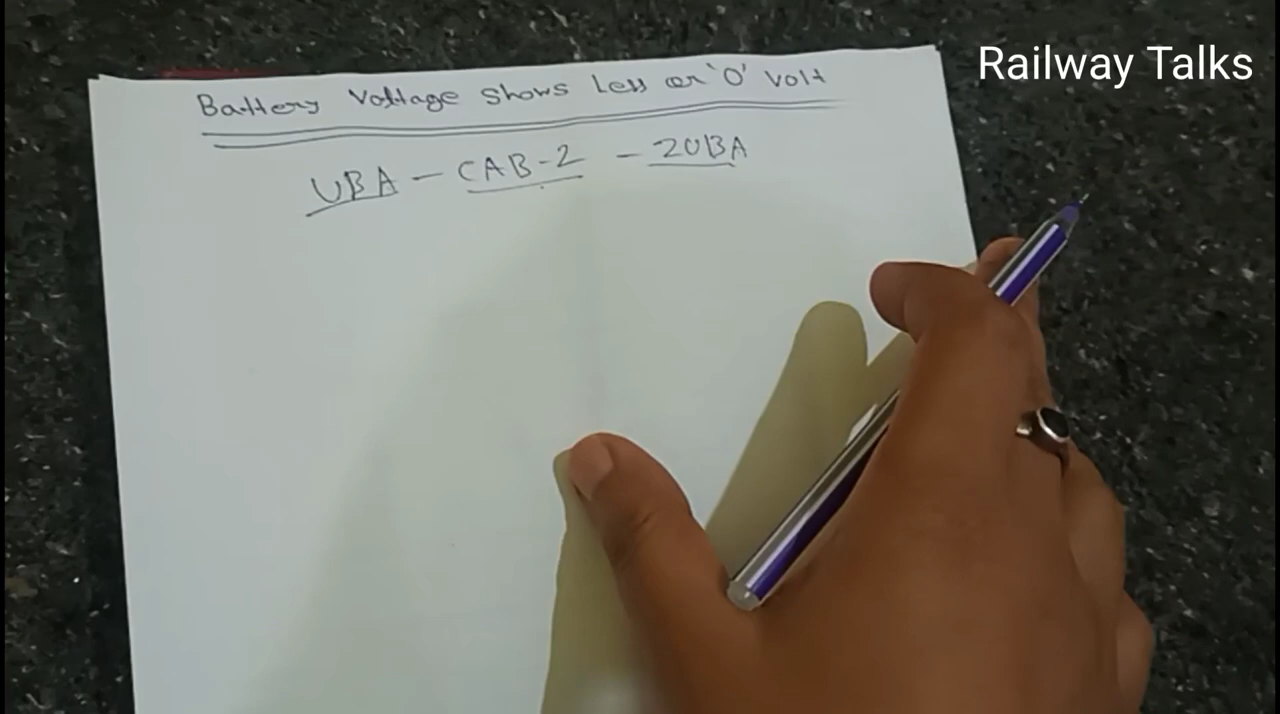 Railway Talks
Battery Voltage Shows Less or '0' Volt
UBA - CAB-2 - 20BA